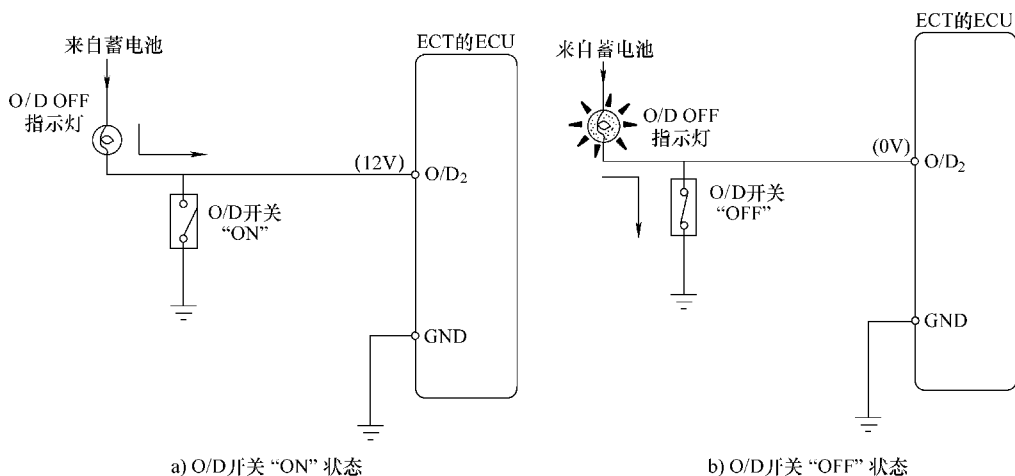 ECT的ECU
来自蓄电池
O/D OFF
指示灯
(12V)
O/D₂
O/D开关
“ON”
GND
a) O/D开关 “ON” 状态
ECT的ECU
来自蓄电池
O/D OFF
指示灯
(0V)
O/D₂
O/D开关
“OFF”
GND
b) O/D开关 “OFF” 状态